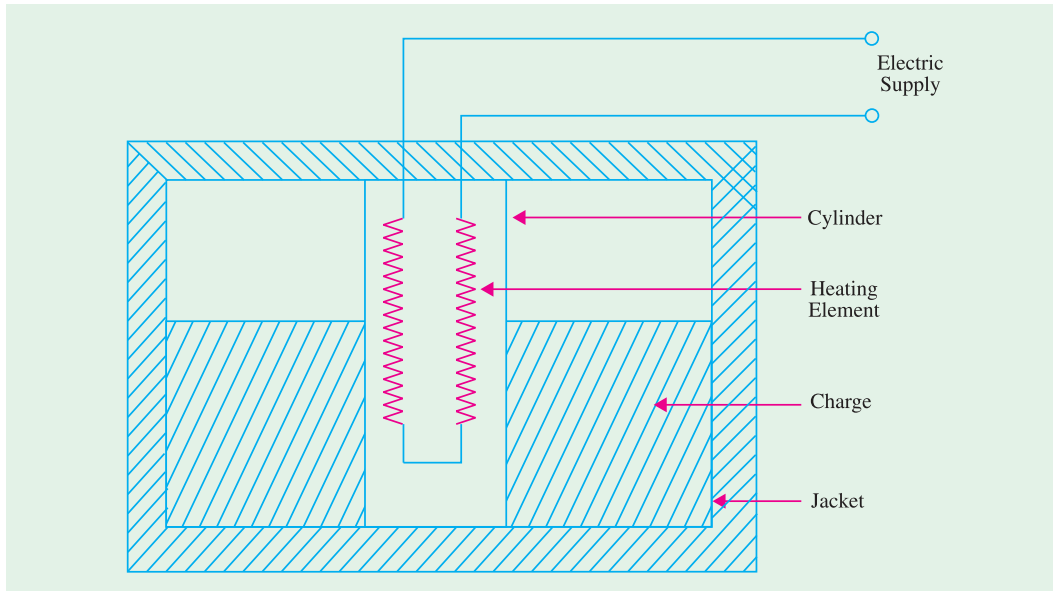 Electric
Supply
Cylinder
Heating
Element
Charge
Jacket